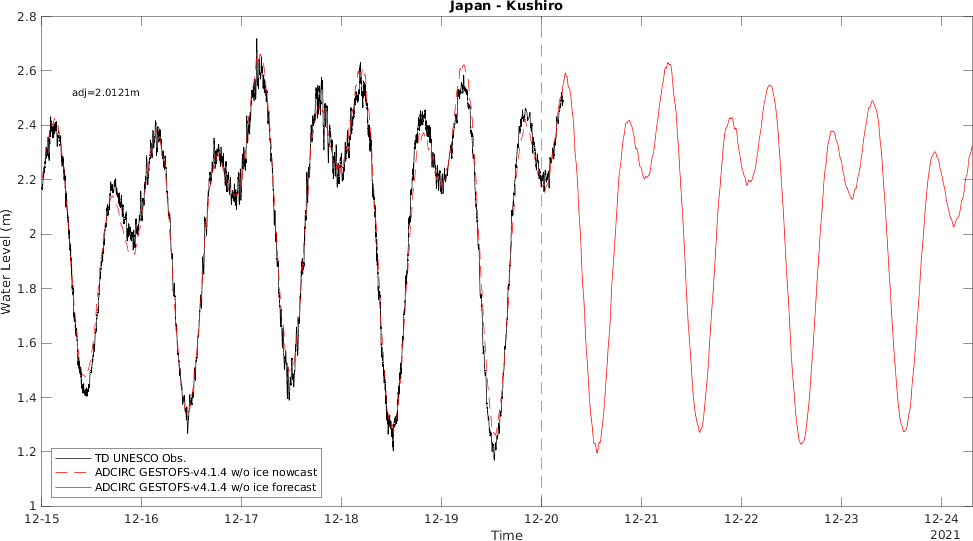 Japan - Kushiro
2.8
2.6
2.4
2.2
2
1.8
1.6
1.4
1.2
1
Water Level (m)
adj=2.0121m
TD UNESCO Obs.
ADCIRC GESTOFS-v4.1.4 w/o ice nowcast
ADCIRC GESTOFS-v4.1.4 w/o ice forecast
12-15 12-16 12-17 12-18 12-19 12-20 12-21 12-22 12-23 12-24
Time
2021